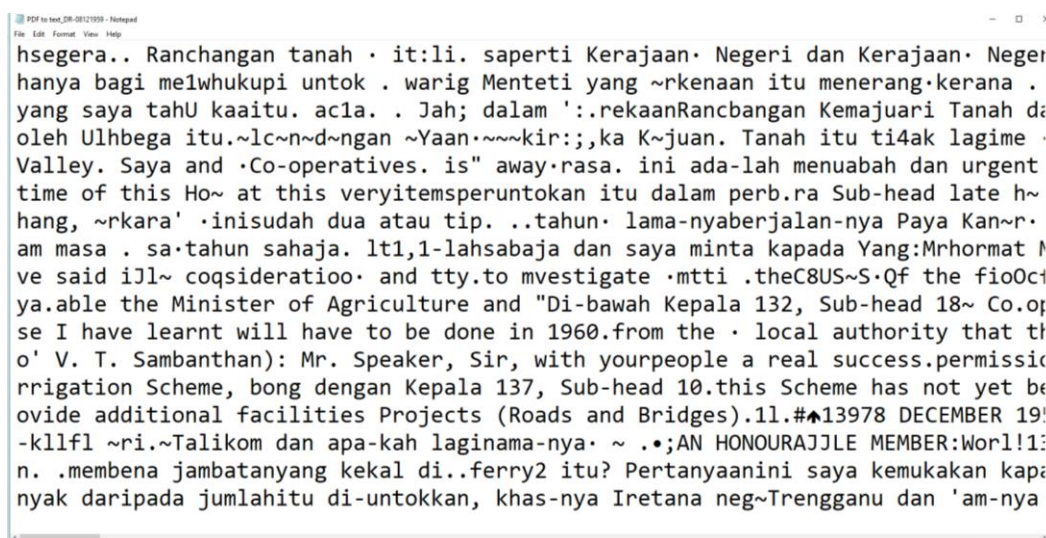 PDF to text_DR-08121959 - Notepad
File Edit Format View Help
hsegera.. Ranchangan tanah · it:li. saperti Kerajaan· Negeri dan Kerajaan· Neger
hanya bagi me1whukupi untok . warig Menteti yang ~rkenaan itu menerang·kerana .
yang saya tahU kaaitu. ac1a. . Jah; dalam ':.rekaanRancbangan Kemajuari Tanah da
oleh Ulhbega itu.~lc~n~d~ngan ~Yaan·~~~kir:;,ka K~juan. Tanah itu ti4ak lagime ·
Valley. Saya and ·Co-operatives. is" away·rasa. ini ada-lah menuabah dan urgent
time of this Ho~ at this veryitemsperuntokan itu dalam perb.ra Sub-head late h~
hang, ~rkara' ·inisudah dua atau tip. ..tahun· lama-nyaberjalan-nya Paya Kan~r·
am masa . sa·tahun sahaja. lt1,1-lahsabaja dan saya minta kapada Yang:Mrhormat M
ve said iJl~ coqsideratioo· and tty.to mvestigate ·mtti .theC8US~S·Qf the fioOcf
ya.able the Minister of Agriculture and "Di-bawah Kepala 132, Sub-head 18~ Co.op
se I have learnt will have to be done in 1960.from the · local authority that th
o' V. T. Sambanthan): Mr. Speaker, Sir, with yourpeople a real success.permissio
rrigation Scheme, bong dengan Kepala 137, Sub-head 10.this Scheme has not yet be
ovide additional facilities Projects (Roads and Bridges).1l.#♠13978 DECEMBER 195
-kllfl ~ri.~Talikom dan apa-kah laginama-nya· ~ .•;AN HONOURAJJLE MEMBER:Worl!13
n. .membena jambatanyang kekal di..ferry2 itu? Pertanyaanini saya kemukakan kapa
nyak daripada jumlahitu di-untokkan, khas-nya Iretana neg~Trengganu dan 'am-nya